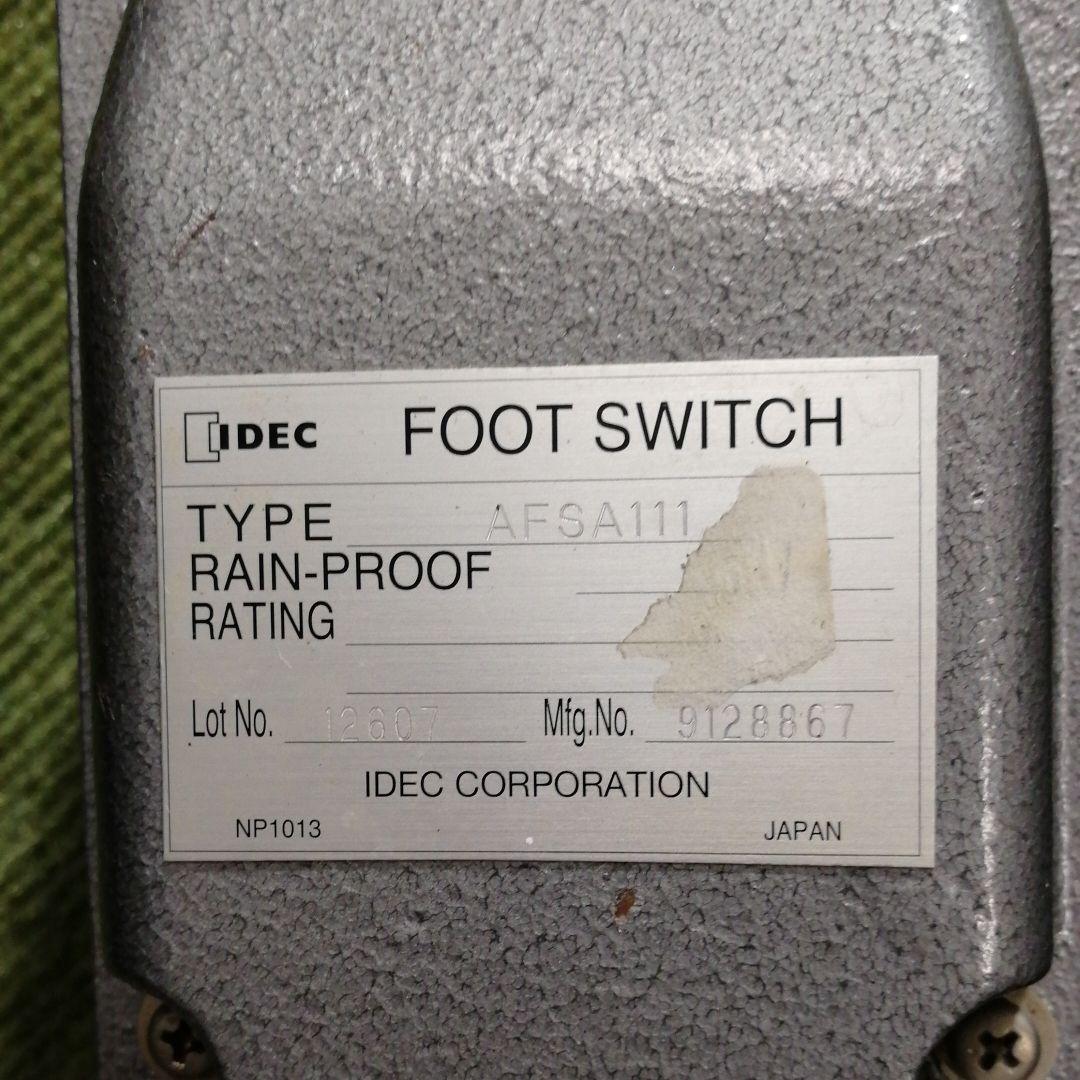 IDEC FOOT SWITCH
TYPE AFSA111
RAIN-PROOF
RATING
Lot No. 12607 Mfg.No. 9128867
IDEC CORPORATION
NP1013 JAPAN